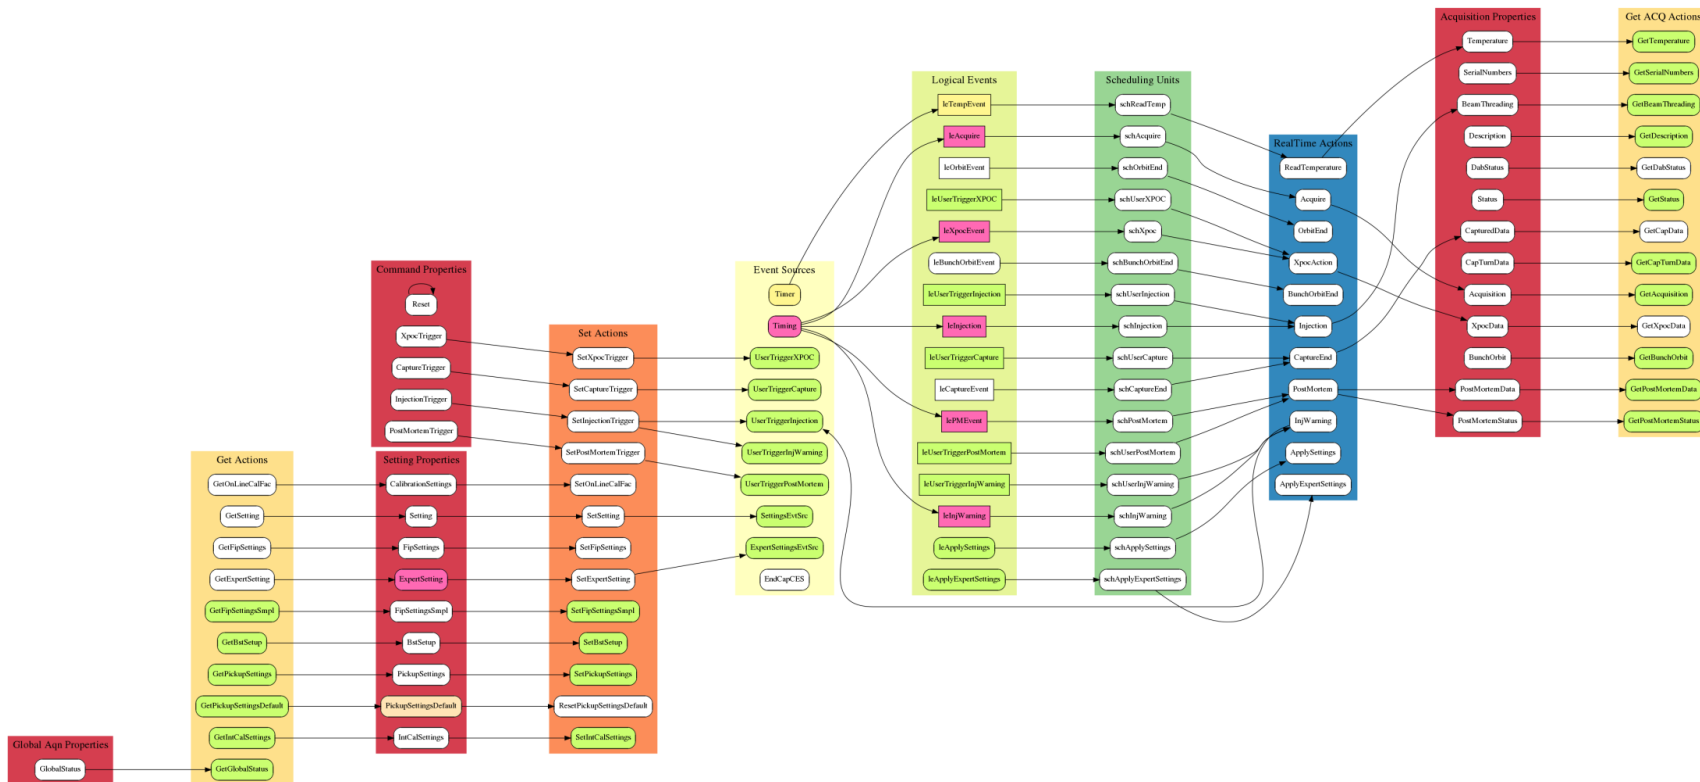 Global Aqn Properties
GlobalStatus
Get Actions
GetOnLineCalFac
GetSetting
GetFipSettings
GetExpertSetting
GetFipSettingsSmpl
GetBstSetup
GetPickupSettings
GetPickupSettingsDefault
GetIntCalSettings
GetGlobalStatus
Command Properties
Reset
XpocTrigger
CaptureTrigger
InjectionTrigger
PostMortemTrigger
Setting Properties
CalibrationSettings
Setting
FipSettings
ExpertSetting
FipSettingsSmpl
BstSetup
PickupSettings
PickupSettingsDefault
IntCalSettings
Set Actions
SetXpocTrigger
SetCaptureTrigger
SetInjectionTrigger
SetPostMortemTrigger
SetOnLineCalFac
SetSetting
SetFipSettings
SetExpertSetting
SetFipSettingsSmpl
SetBstSetup
SetPickupSettings
ResetPickupSettingsDefault
SetIntCalSettings
Event Sources
Timer
Timing
UserTriggerXPOC
UserTriggerCapture
UserTriggerInjection
UserTriggerInjWarning
UserTriggerPostMortem
SettingsEvtSrc
ExpertSettingsEvtSrc
EndCapCES
Logical Events
leTempEvent
leAcquire
leOrbitEvent
leUserTriggerXPOC
leXpocEvent
leBunchOrbitEvent
leUserTriggerInjection
leInjection
leUserTriggerCapture
leCaptureEvent
lePMEvent
leUserTriggerPostMortem
leUserTriggerInjWarning
leInjWarning
leApplySettings
leApplyExpertSettings
Scheduling Units
schReadTemp
schAcquire
schOrbitEnd
schUserXPOC
schXpoc
schBunchOrbitEnd
schUserInjection
schInjection
schUserCapture
schCaptureEnd
schPostMortem
schUserPostMortem
schUserInjWarning
schInjWarning
schApplySettings
schApplyExpertSettings
RealTime Actions
ReadTemperature
Acquire
OrbitEnd
XpocAction
BunchOrbitEnd
Injection
CaptureEnd
PostMortem
InjWarning
ApplySettings
ApplyExpertSettings
Acquisition Properties
Temperature
SerialNumbers
BeamThreading
Description
DabStatus
Status
CapturedData
CapTurnData
Acquisition
XpocData
BunchOrbit
PostMortemData
PostMortemStatus
Get ACQ Actions
GetTemperature
GetSerialNumbers
GetBeamThreading
GetDescription
GetDabStatus
GetStatus
GetCapData
GetCapTurnData
GetAcquisition
GetXpocData
GetBunchOrbit
GetPostMortemData
GetPostMortemStatus